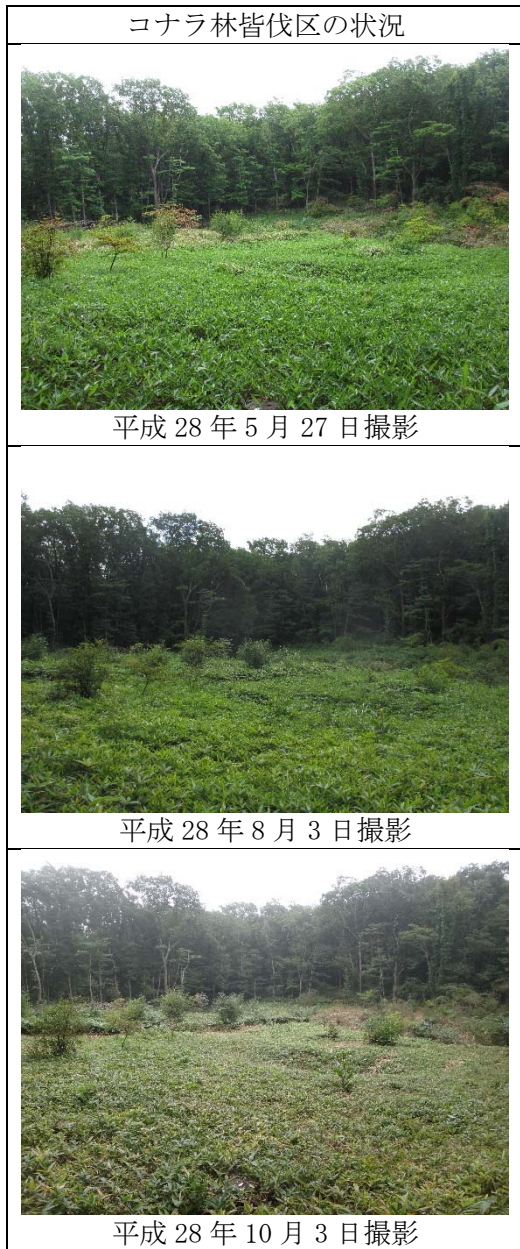 コナラ林皆伐区の状況
平成 28 年 5 月 27 日撮影
平成 28 年 8 月 3 日撮影
平成 28 年 10 月 3 日撮影